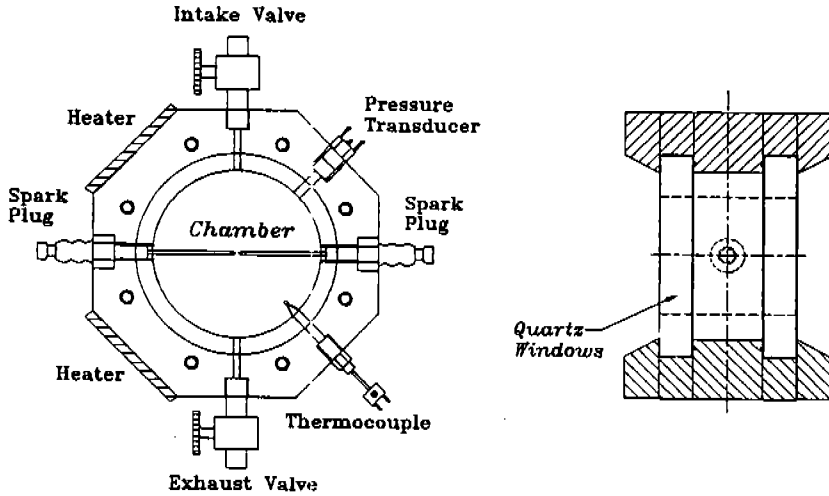 Intake Valve
Heater
Pressure
Transducer
Spark
Plug
Chamber
Spark
Plug
Heater
Thermocouple
Exhaust Valve
Quartz
Windows